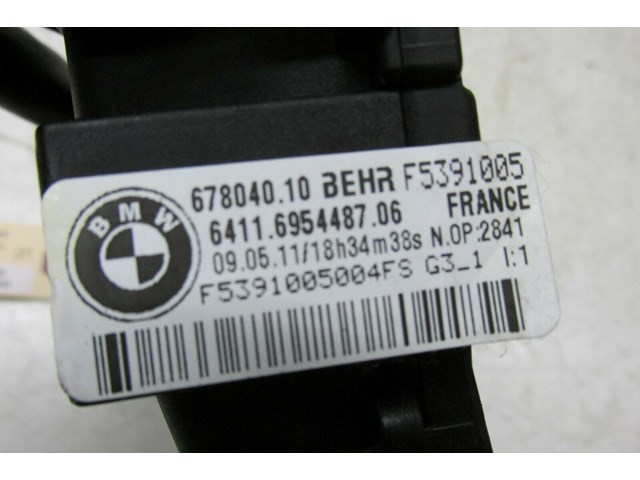 BMW
678040.10 BEHR F5391005
6411.6954487.06 FRANCE
09.05.11/18h34m38s N.OP:2841
F5391005004FS G3_1 I:1